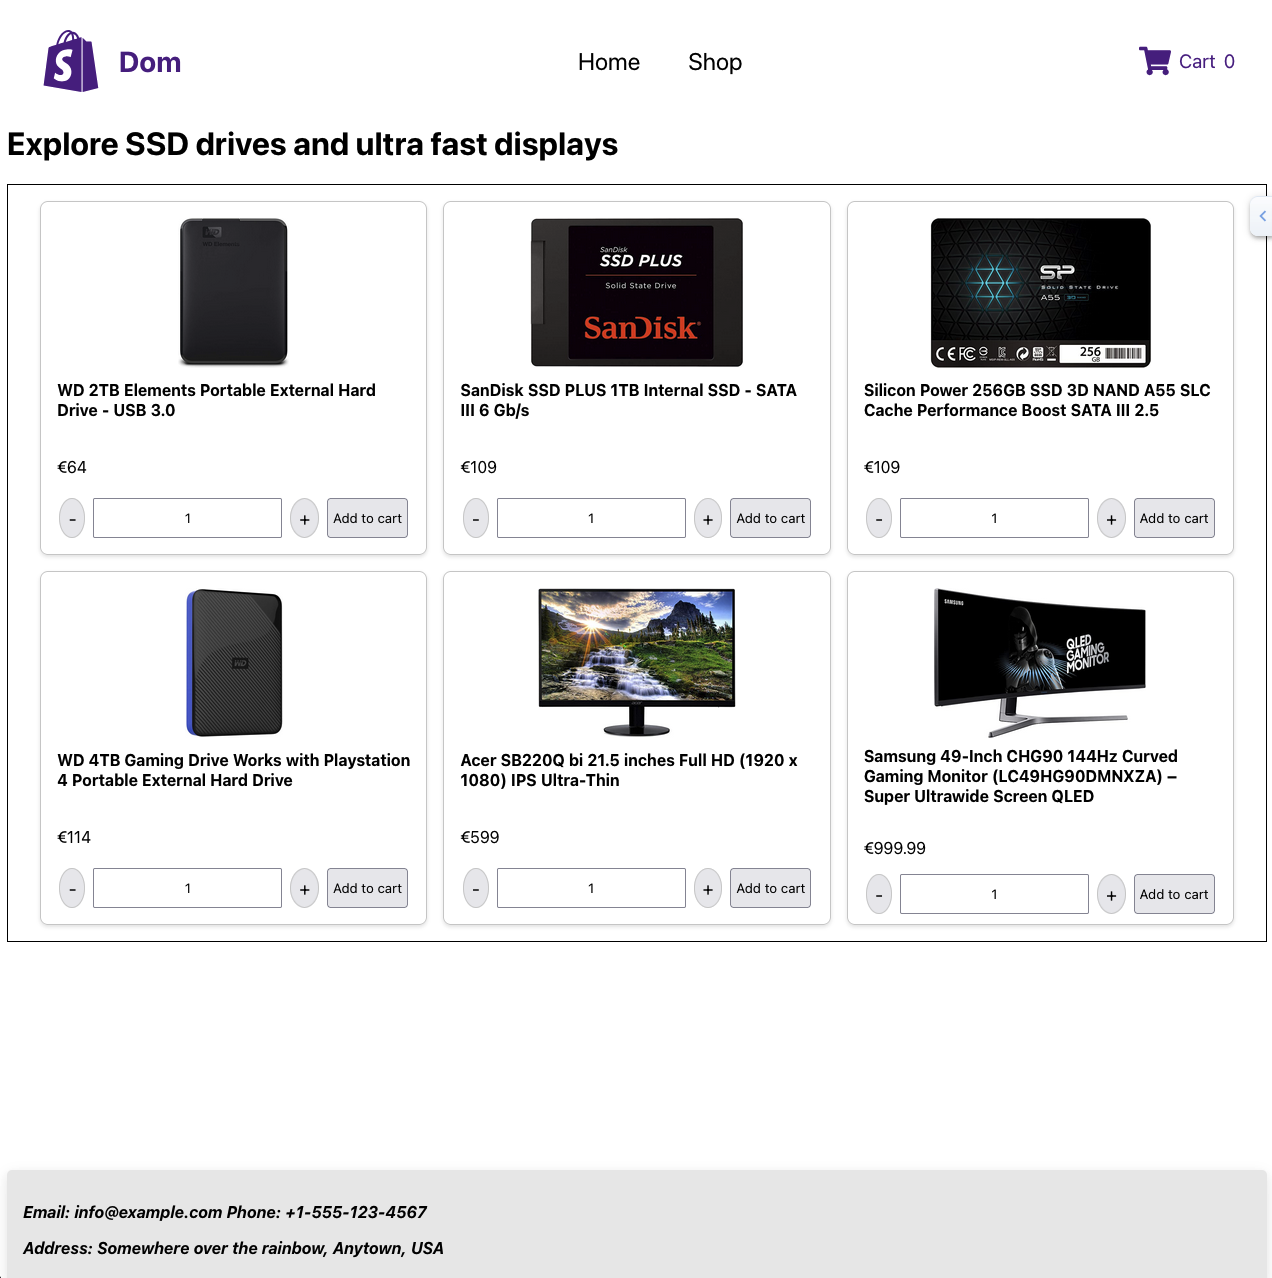 Dom
Home
Shop
Cart 0
Explore SSD drives and ultra fast displays
WD
SanDisk
SSD PLUS
Solid State Drive
SanDisk
SP
SOLID STATE DRIVE
A55
256
GB
WD 2TB Elements Portable External Hard
Drive - USB 3.0
€64
-
1
+
Add to cart
SanDisk SSD PLUS 1TB Internal SSD - SATA
III 6 Gb/s
€109
-
1
+
Add to cart
Silicon Power 256GB SSD 3D NAND A55 SLC
Cache Performance Boost SATA III 2.5
€109
-
1
+
Add to cart
WD
SAMSUNG
QLED
GAMING
MONITOR
WD 4TB Gaming Drive Works with Playstation
4 Portable External Hard Drive
€114
-
1
+
Add to cart
Acer SB220Q bi 21.5 inches Full HD (1920 x
1080) IPS Ultra-Thin
€599
-
1
+
Add to cart
Samsung 49-Inch CHG90 144Hz Curved
Gaming Monitor (LC49HG90DMNXZA) –
Super Ultrawide Screen QLED
€999.99
-
1
+
Add to cart
Email: info@example.com Phone: +1-555-123-4567
Address: Somewhere over the rainbow, Anytown, USA